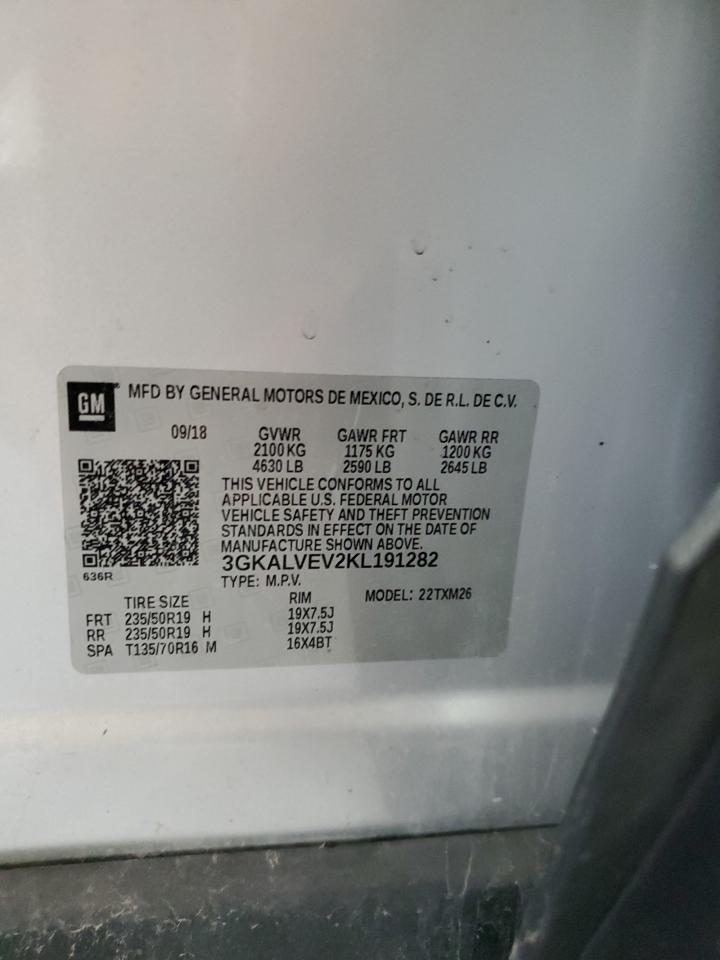 GM
MFD BY GENERAL MOTORS DE MEXICO, S. DE R.L. DE C.V.
09/18 GVWR GAWR FRT GAWR RR
2100 KG 1175 KG 1200 KG
4630 LB 2590 LB 2645 LB
THIS VEHICLE CONFORMS TO ALL
APPLICABLE U.S. FEDERAL MOTOR
VEHICLE SAFETY AND THEFT PREVENTION
STANDARDS IN EFFECT ON THE DATE OF
MANUFACTURE SHOWN ABOVE.
3GKALVEV2KL191282
636R
TYPE: M.P.V.
TIRE SIZE RIM MODEL: 22TXM26
FRT 235/50R19 H 19X7.5J
RR 235/50R19 H 19X7.5J
SPA T135/70R16 M 16X4BT